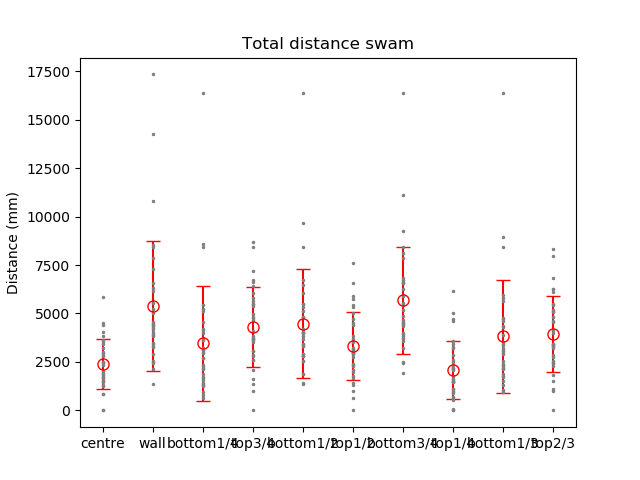 Total distance swam
17500
15000
12500
10000
7500
5000
2500
0
Distance (mm)
centre wall bottom1/4 top3/4 bottom1/2 top1/2 bottom3/4 top1/4 bottom1/3 top2/3